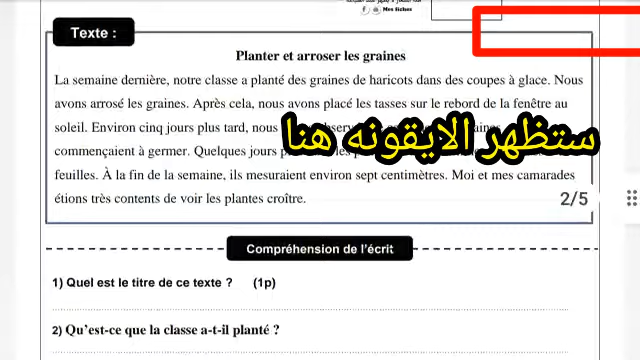 Mes fiches
Texte :
Planter et arroser les graines
La semaine dernière, notre classe a planté des graines de haricots dans des coupes à glace. Nous
avons arrosé les graines. Après cela, nous avons placé les tasses sur le rebord de la fenêtre au
soleil. Environ cinq jours plus tard, nous
ستظهر الايقونه هنا
commençaient à germer. Quelques jours
feuilles. À la fin de la semaine, ils mesuraient environ sept centimètres. Moi et mes camarades
étions très contents de voir les plantes croître.
2/5
Compréhension de l'écrit
1) Quel est le titre de ce texte ? (1p)
2) Qu'est-ce que la classe a-t-il planté ?